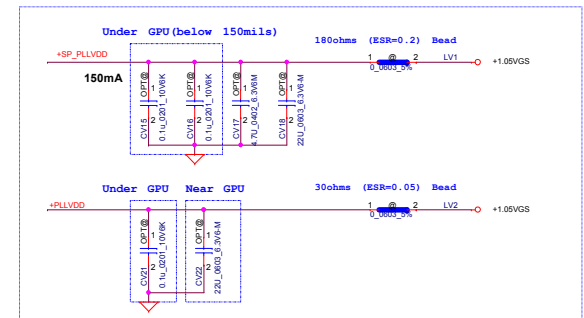 Under GPU(below 150mils)
180ohms (ESR=0.2) Bead
+SP_PLLVDD
1 @ 2 LV1
+1.05VGS
0_0603_5%
150mA
OPT@ 1
2
CV15
0.1u_0201_10V6K
OPT@ 1
2
CV16
0.1u_0201_10V6K
OPT@ 1
2
CV17
4.7U_0402_6.3V6-M
OPT@ 1
2
CV18
22U_0603_6.3V6-M
Under GPU Near GPU
30ohms (ESR=0.05) Bead
+PLLVDD
1 @ 2 LV2
+1.05VGS
0_0603_5%
OPT@ 1
2
CV21
0.1u_0201_10V6K
OPT@ 1
2
CV22
22U_0603_6.3V6-M